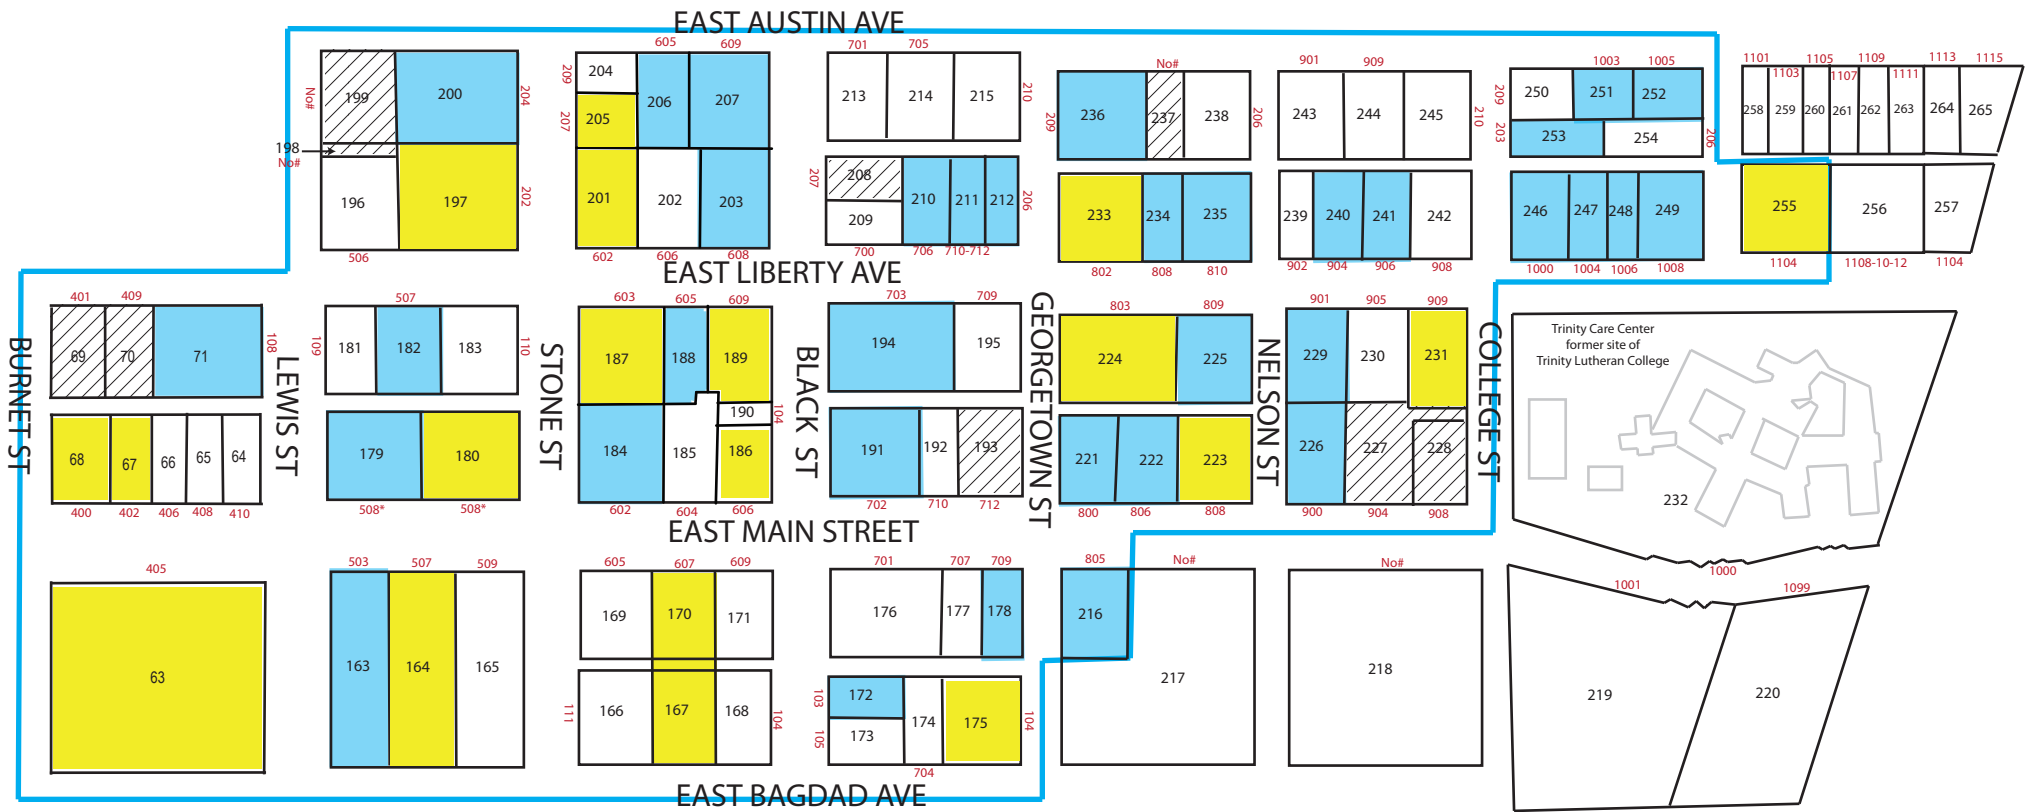 EAST AUSTIN AVE
605 609
701 705
No#
901 909
1003 1005
1101 1105 1109 1113 1115
1103 1107 1111
199 200
No#
204
204 206 207
209
205
207
213 214 215
210
236 237 238
209
206
243 244 245
210
250 251 252
209
253 254
203
206
258 259 260 261 262 263 264 265
198
No#
196 197
202
506
201 202 203
602 606 608
208
207
209 210 211 212
206
700 706 710-712
233 234 235
802 808 810
239 240 241 242
902 904 906 908
246 247 248 249
1000 1004 1006 1008
255 256 257
1104 1108-10-12 1104
EAST LIBERTY AVE
401 409
507
603 605 609
703 709
803 809
901 905 909
BURNET ST
69 70 71
108
LEWIS ST
109
181 182 183
110
STONE ST
187 188 189
190
104
BLACK ST
194 195
GEORGETOWN ST
224 225
NELSON ST
229 230 231
COLLEGE ST
Trinity Care Center
former site of
Trinity Lutheran College
232
68 67 66 65 64
400 402 406 408 410
179 180
508* 508*
184 185 186
602 604 606
191 192 193
702 710 712
221 222 223
800 806 808
226 227 228
900 904 908
EAST MAIN STREET
405
503 507 509
605 607 609
701 707 709
805 No#
No#
1000
1001 1099
63
163 164 165
169 170 171
166 167 168
111
104
176 177 178
172
103
173 174 175
105
104
704
216
217
218
219 220
EAST BAGDAD AVE